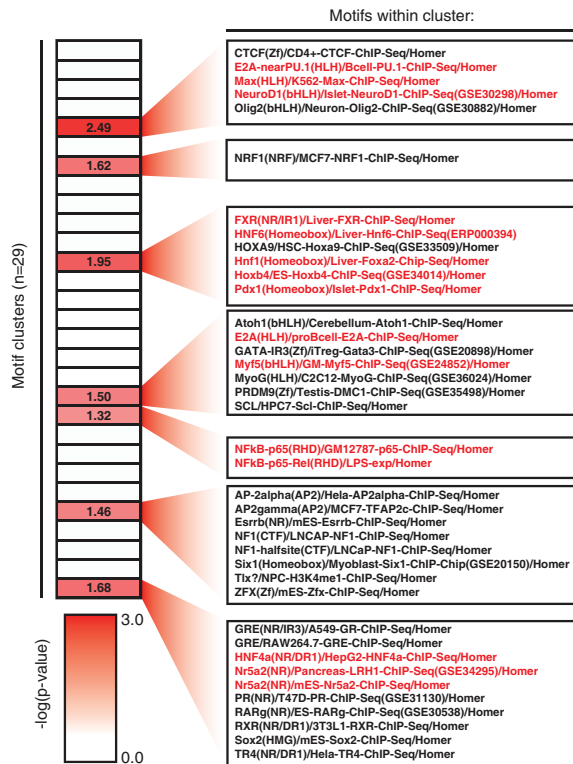 Motifs within cluster:
CTCF(Zf)/CD4+-CTCF-ChIP-Seq/Homer
E2A-nearPU.1(HLH)/Bcell-PU.1-ChIP-Seq/Homer
Max(HLH)/K562-Max-ChIP-Seq/Homer
NeuroD1(bHLH)/Islet-NeuroD1-ChIP-Seq(GSE30298)/Homer
Olig2(bHLH)/Neuron-Olig2-ChIP-Seq(GSE30882)/Homer
2.49
NRF1(NRF)/MCF7-NRF1-ChIP-Seq/Homer
1.62
FXR(NR/IR1)/Liver-FXR-ChIP-Seq/Homer
HNF6(Homeobox)/Liver-Hnf6-ChIP-Seq(ERP000394)
HOXA9/HSC-Hoxa9-ChIP-Seq(GSE33509)/Homer
Hnf1(Homeobox)/Liver-Foxa2-Chip-Seq/Homer
Hoxb4/ES-Hoxb4-ChIP-Seq(GSE34014)/Homer
Pdx1(Homeobox)/Islet-Pdx1-ChIP-Seq/Homer
1.95
Motif clusters (n=29)
Atoh1(bHLH)/Cerebellum-Atoh1-ChIP-Seq/Homer
E2A(HLH)/proBcell-E2A-ChIP-Seq/Homer
GATA-IR3(Zf)/iTreg-Gata3-ChIP-Seq(GSE20898)/Homer
Myf5(bHLH)/GM-Myf5-ChIP-Seq(GSE24852)/Homer
MyoG(HLH)/C2C12-MyoG-ChIP-Seq(GSE36024)/Homer
PRDM9(Zf)/Testis-DMC1-ChIP-Seq(GSE35498)/Homer
SCL/HPC7-Scl-ChIP-Seq/Homer
1.50
1.32
NFkB-p65(RHD)/GM12787-p65-ChIP-Seq/Homer
NFkB-p65-Rel(RHD)/LPS-exp/Homer
AP-2alpha(AP2)/Hela-AP2alpha-ChIP-Seq/Homer
AP2gamma(AP2)/MCF7-TFAP2c-ChIP-Seq/Homer
Esrrb(NR)/mES-Esrrb-ChIP-Seq/Homer
NF1(CTF)/LNCAP-NF1-ChIP-Seq/Homer
NF1-halfsite(CTF)/LNCaP-NF1-ChIP-Seq/Homer
Six1(Homeobox)/Myoblast-Six1-ChIP-Chip(GSE20150)/Homer
Tlx?/NPC-H3K4me1-ChIP-Seq/Homer
ZFX(Zf)/mES-Zfx-ChIP-Seq/Homer
1.46
1.68
GRE(NR/IR3)/A549-GR-ChIP-Seq/Homer
GRE/RAW264.7-GRE-ChIP-Seq/Homer
HNF4a(NR/DR1)/HepG2-HNF4a-ChIP-Seq/Homer
Nr5a2(NR)/Pancreas-LRH1-ChIP-Seq(GSE34295)/Homer
Nr5a2(NR)/mES-Nr5a2-ChIP-Seq/Homer
PR(NR)/T47D-PR-ChIP-Seq(GSE31130)/Homer
RARg(NR)/ES-RARg-ChIP-Seq(GSE30538)/Homer
RXR(NR/DR1)/3T3L1-RXR-ChIP-Seq/Homer
Sox2(HMG)/mES-Sox2-ChIP-Seq/Homer
TR4(NR/DR1)/Hela-TR4-ChIP-Seq/Homer
3.0
-log(p-value)
0.0